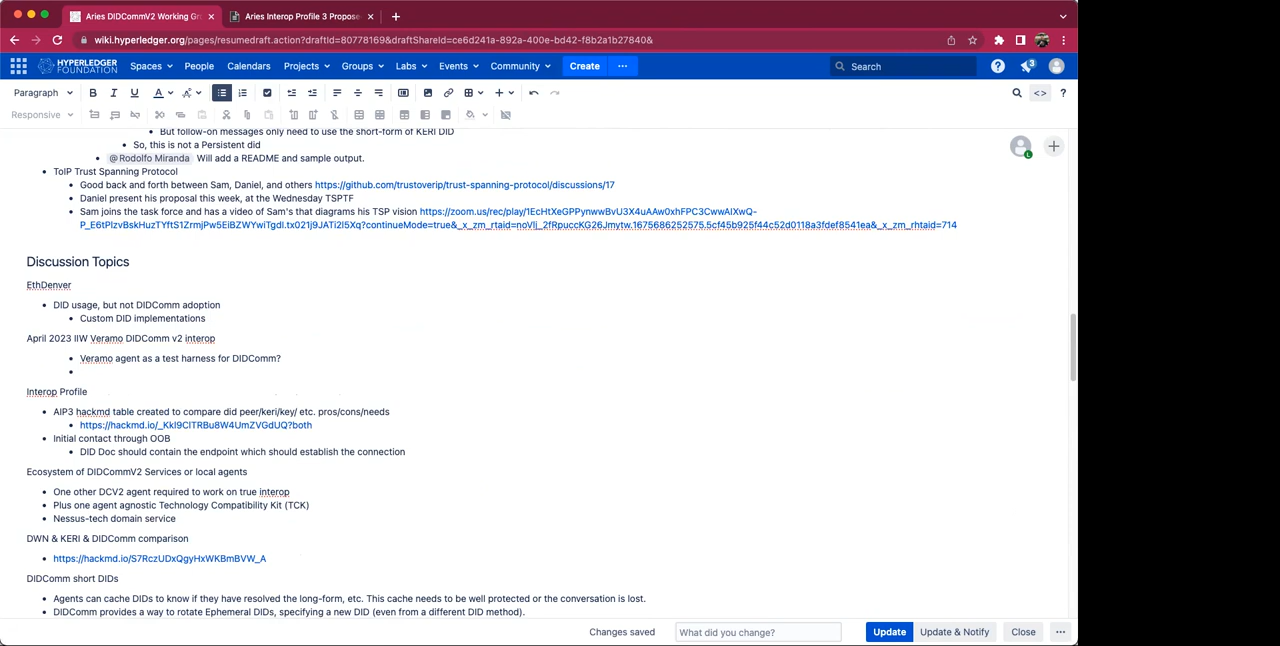 Aries DIDCommV2 Working Gr
Aries Interop Profile 3 Propose
wiki.hyperledger.org/pages/resumedraft.action?draftId=80778169&draftShareId=ce6d241a-892a-400e-bd42-f8b2a1b27840&
HYPERLEDGER FOUNDATION Spaces People Calendars Projects Groups Labs Events Community Create Search 3
Paragraph B I U A
Responsive
But follow-on messages only need to use the short-form of KERI DID
So, this is not a Persistent did
@Rodolfo Miranda Will add a README and sample output.
ToIP Trust Spanning Protocol
Good back and forth between Sam, Daniel, and others https://github.com/trustoverip/trust-spanning-protocol/discussions/17
Daniel present his proposal this week, at the Wednesday TSPTF
Sam joins the task force and has a video of Sam's that diagrams his TSP vision https://zoom.us/rec/play/1EcHtXeGPPynwwBvU3X4uAAw0xhFPC3CwwAlXwQ-
P_E6tPlzvBskHuzTYftS1ZrmjPw5EiBZWYwiTgdl.tx021j9JATi2l5Xq?continueMode=true&_x_zm_rtaid=noVlj_2fRpuccKG26Jmytw.1675686252575.5cf45b925f44c52d0118a3fdef8541ea&_x_zm_rhtaid=714
Discussion Topics
EthDenver
DID usage, but not DIDComm adoption
Custom DID implementations
April 2023 IIW Veramo DIDComm v2 interop
Veramo agent as a test harness for DIDComm?
Interop Profile
AIP3 hackmd table created to compare did peer/keri/key/ etc. pros/cons/needs
https://hackmd.io/_Kkl9ClTRBu8W4UmZVGdUQ?both
Initial contact through OOB
DID Doc should contain the endpoint which should establish the connection
Ecosystem of DIDCommV2 Services or local agents
One other DCV2 agent required to work on true interop
Plus one agent agnostic Technology Compatibility Kit (TCK)
Nessus-tech domain service
DWN & KERI & DIDComm comparison
https://hackmd.io/S7RczUDxQgyHxWKBmBVW_A
DIDComm short DIDs
Agents can cache DIDs to know if they have resolved the long-form, etc. This cache needs to be well protected or the conversation is lost.
DIDComm provides a way to rotate Ephemeral DIDs, specifying a new DID (even from a different DID method).
Changes saved What did you change? Update Update & Notify Close